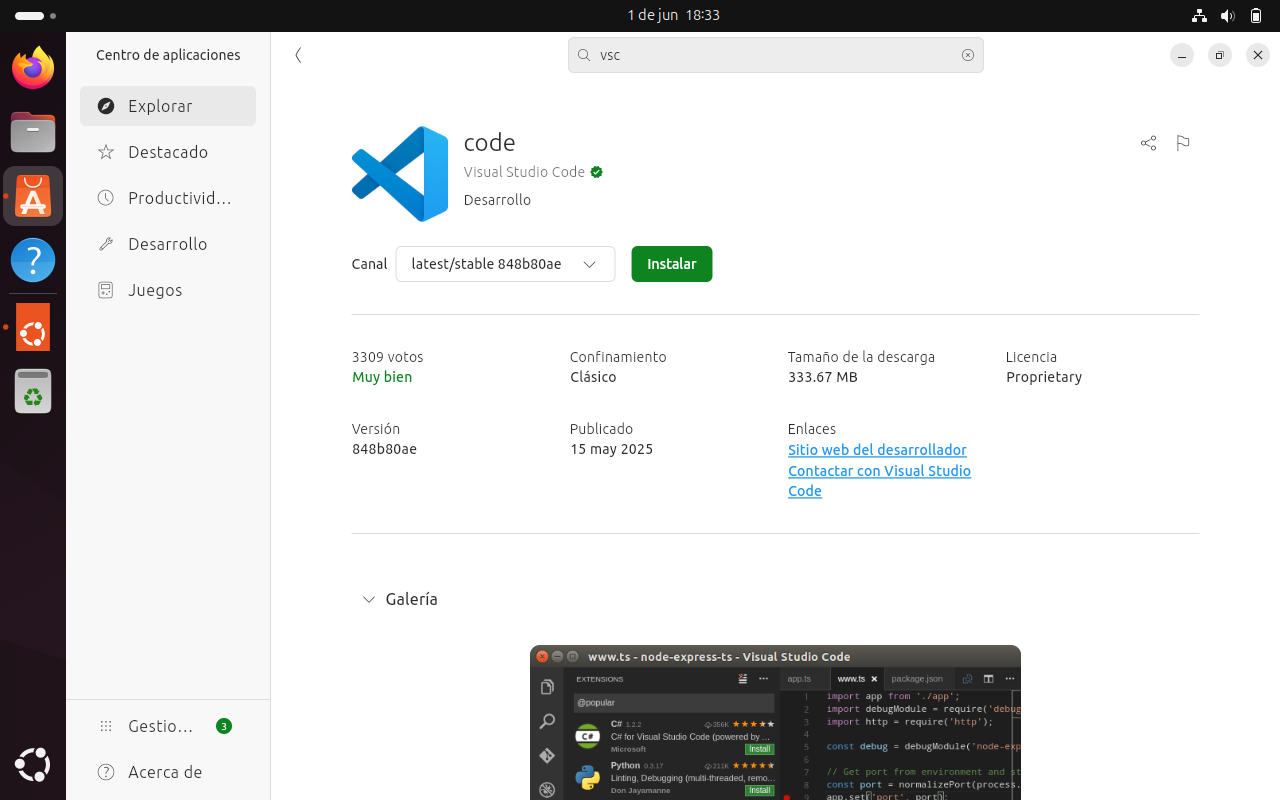 1 de jun 18:33
Centro de aplicaciones
vsc
Explorar
Destacado
Productivid…
Desarrollo
Juegos
Gestio…
3
Acerca de
code
Visual Studio Code
Desarrollo
Canal
latest/stable 848b80ae
Instalar
3309 votos
Muy bien
Confinamiento
Clásico
Tamaño de la descarga
333.67 MB
Licencia
Proprietary
Versión
848b80ae
Publicado
15 may 2025
Enlaces
Sitio web del desarrollador
Contactar con Visual Studio
Code
Galería
www.ts - node-express-ts - Visual Studio Code
EXTENSIONS
@popular
C# 1.2.2 356K
C# for Visual Studio Code (powered by ...
Microsoft Install
Python 0.3.17 211K
Linting, Debugging (multi-threaded, remo...
Don Jayamanne Install
app.ts
www.ts
package.json
1 import app from './app';
2 import debugModule = require('debug
3 import http = require('http');
4
5 const debug = debugModule('node-exp
6
7 // Get port from environment and st
8 const port = normalizePort(process.
9 app.set('port', port);